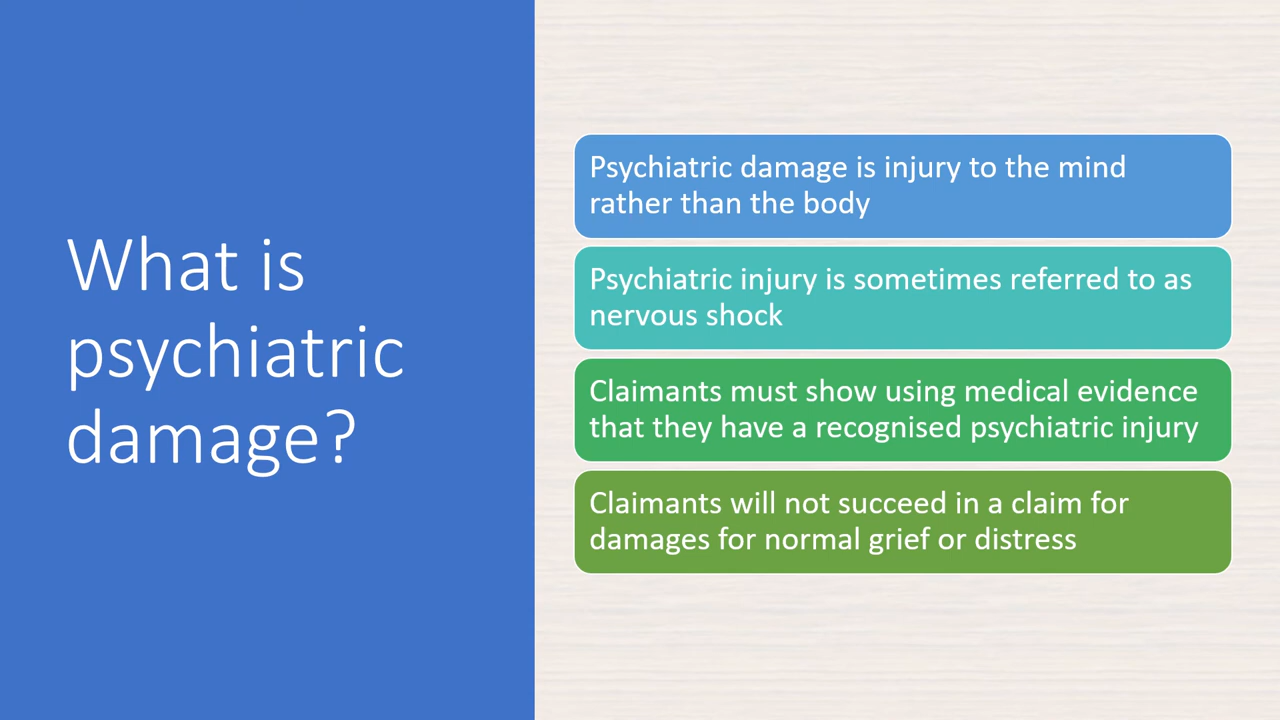 What is
psychiatric
damage?
Psychiatric damage is injury to the mind
rather than the body
Psychiatric injury is sometimes referred to as
nervous shock
Claimants must show using medical evidence
that they have a recognised psychiatric injury
Claimants will not succeed in a claim for
damages for normal grief or distress